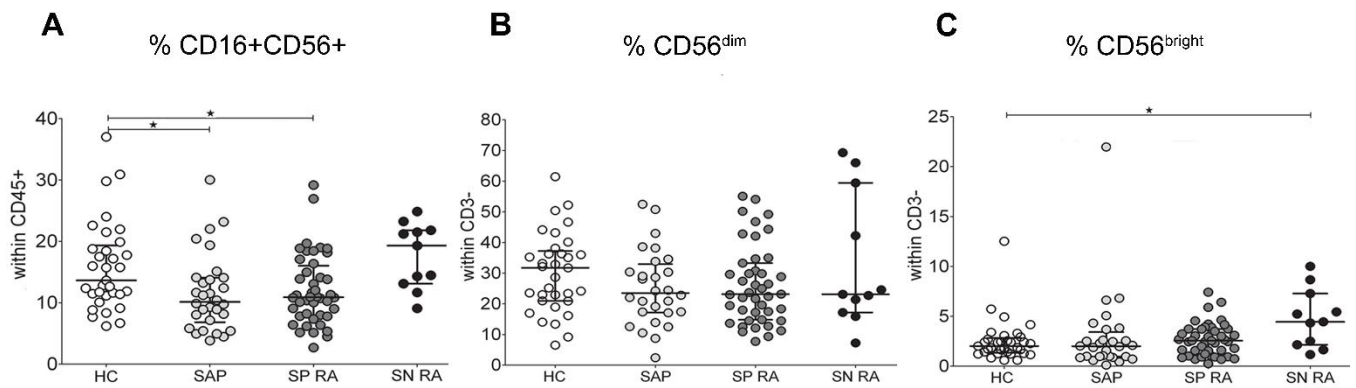 A
% CD16+CD56+
within CD45+
40
30
20
10
0
★
★
HC
SAP
SP RA
SN RA
B
% CD56dim
within CD3-
80
70
60
50
40
30
20
10
0
HC
SAP
SP RA
SN RA
C
% CD56bright
within CD3-
25
20
15
10
5
0
★
HC
SAP
SP RA
SN RA